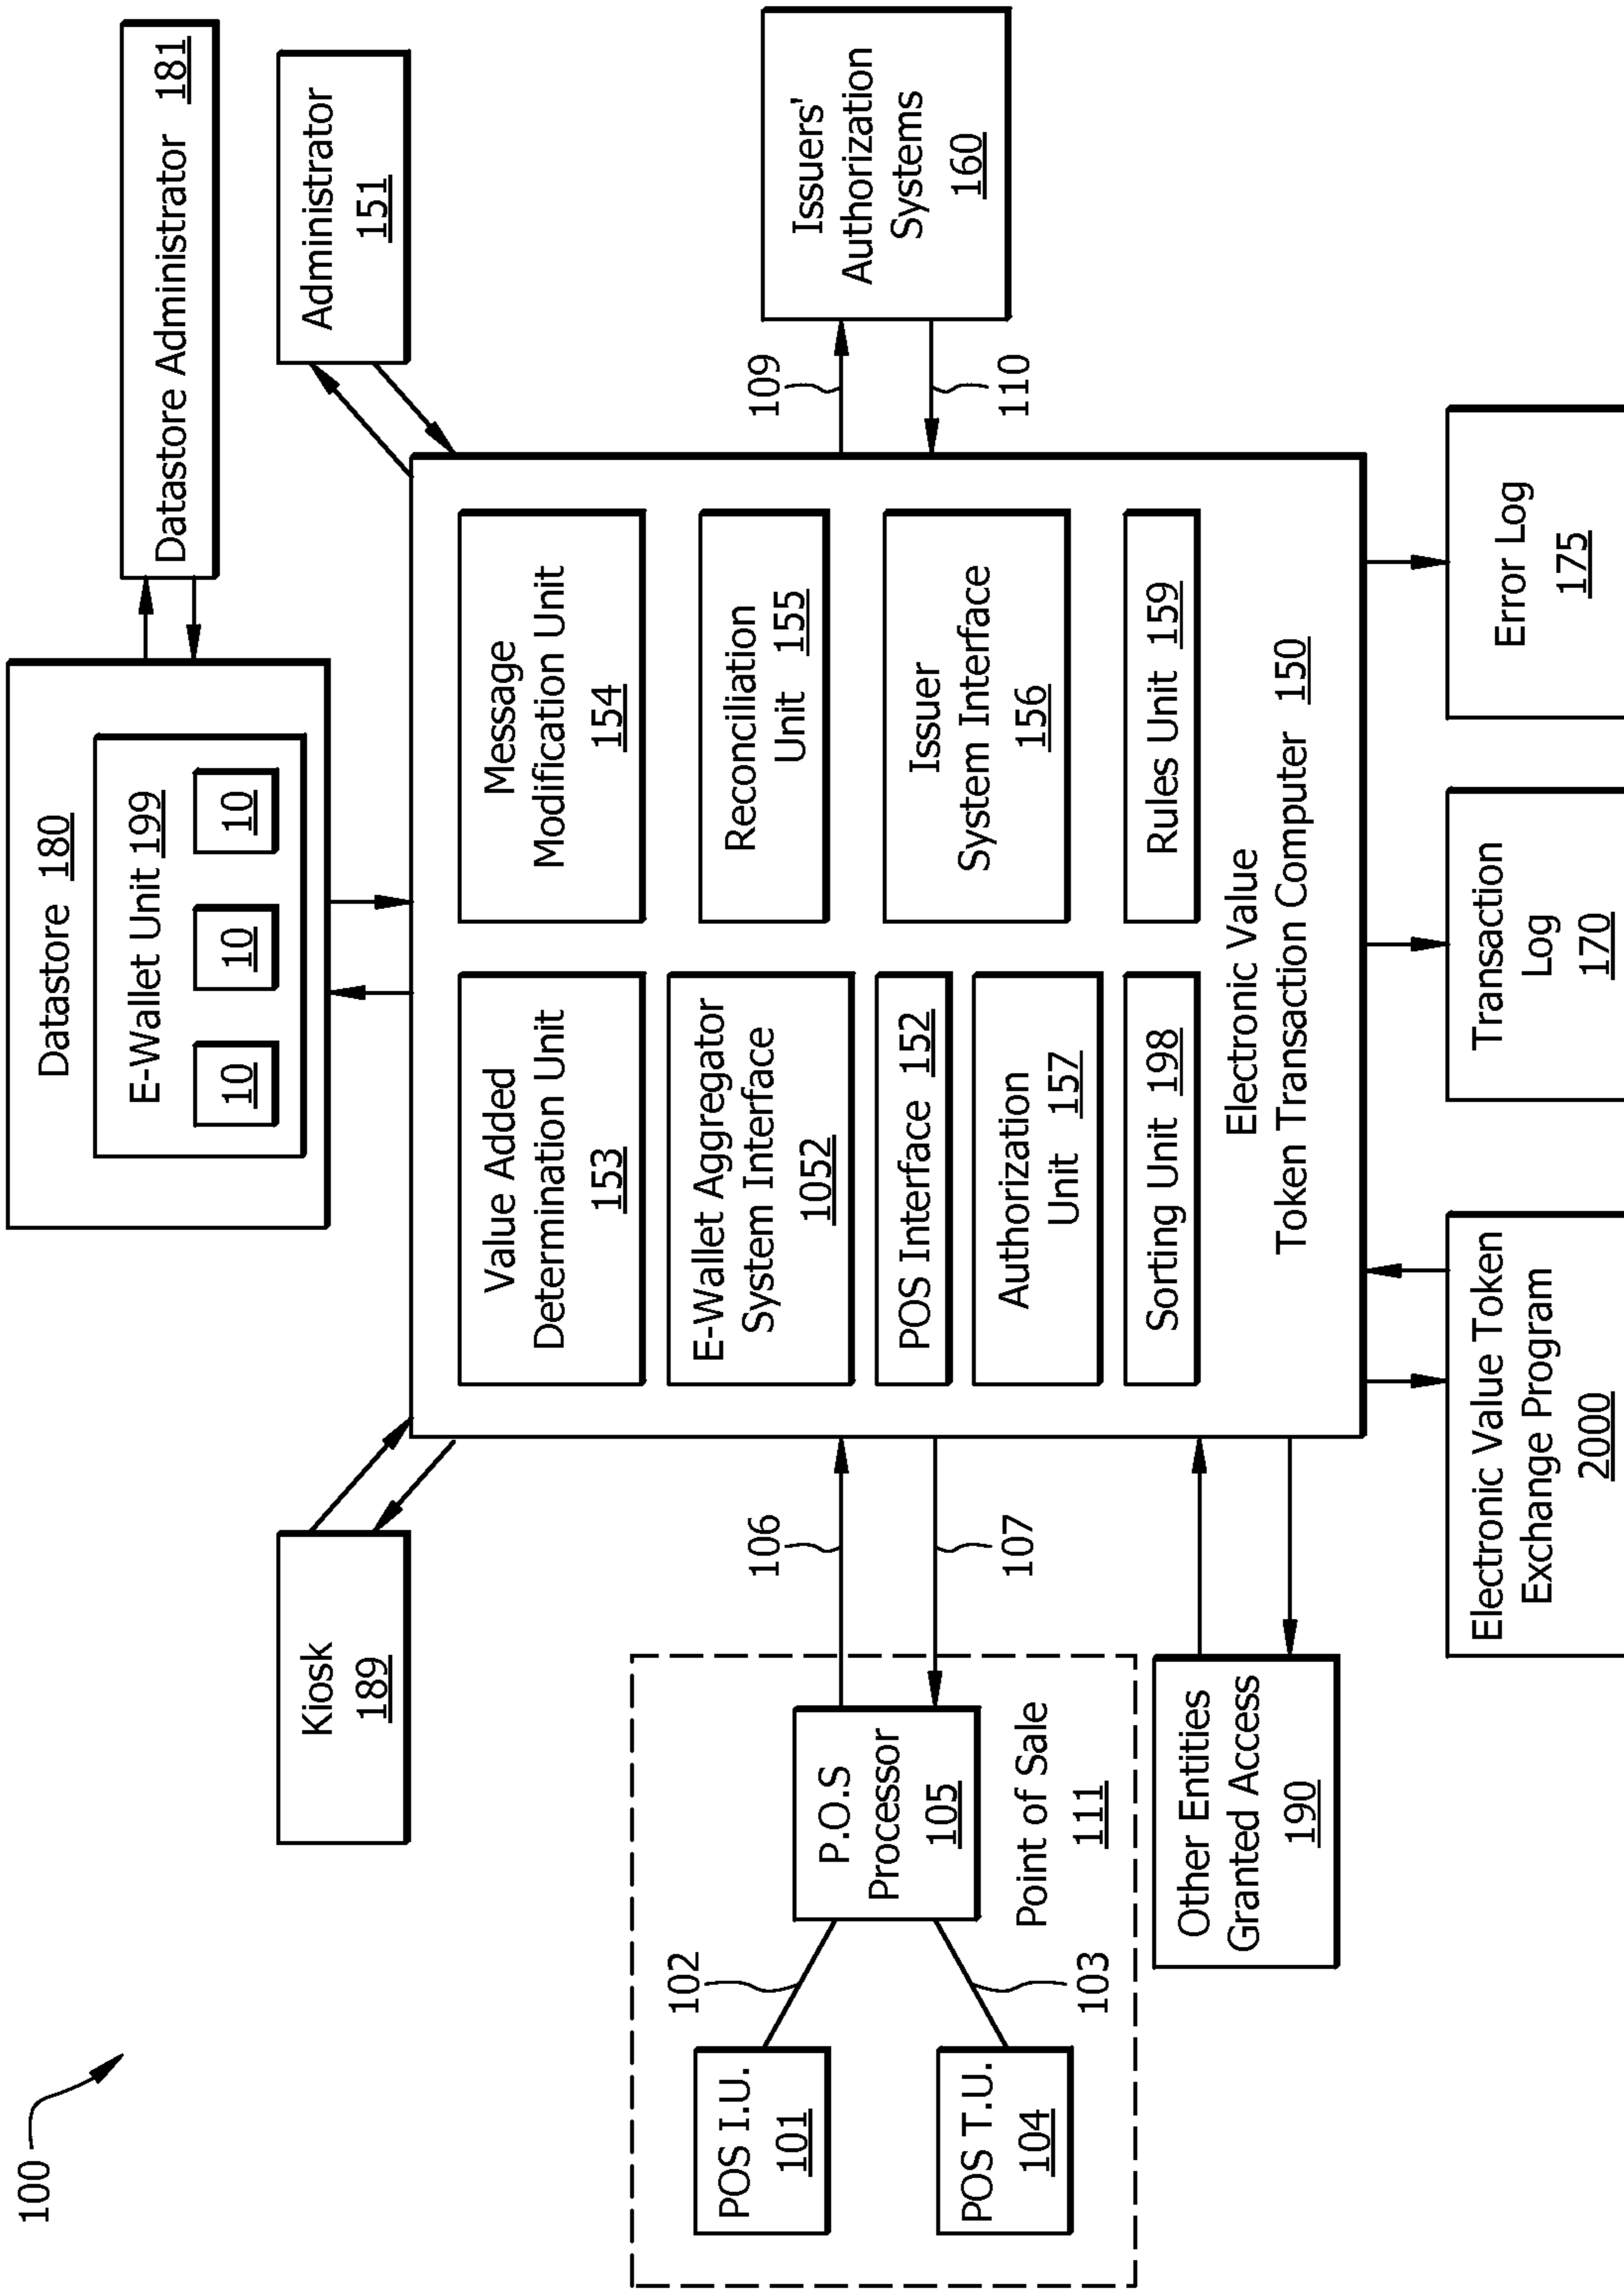 100
Datastore 180
E-Wallet Unit 199
10
10
10
Datastore Administrator 181
Kiosk
189
Administrator
151
Value Added
Determination Unit
153
Message
Modification Unit
154
E-Wallet Aggregator
System Interface
1052
Reconciliation
Unit 155
POS Interface 152
Issuer
System Interface
156
Authorization
Unit 157
Sorting Unit 198
Rules Unit 159
Electronic Value
Token Transaction Computer 150
POS I.U.
101
102
POS T.U.
104
103
P.O.S
Processor
105
Point of Sale
111
106
107
109
110
Issuers'
Authorization
Systems
160
Other Entities
Granted Access
190
Electronic Value Token
Exchange Program
2000
Transaction
Log
170
Error Log
175